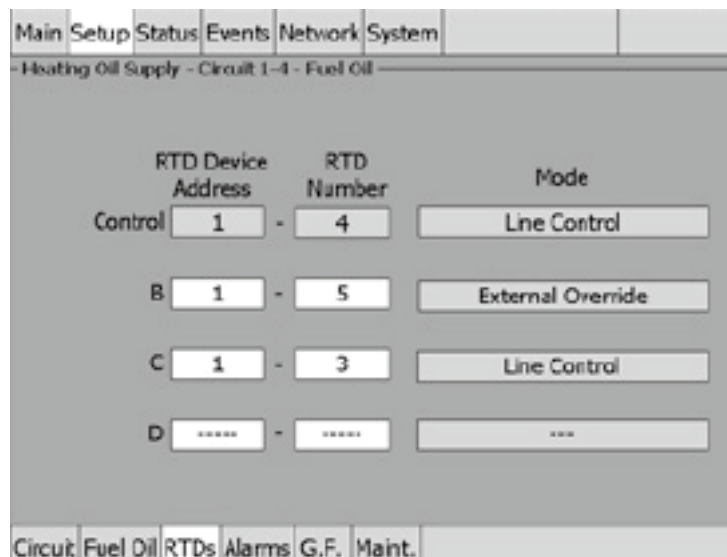 Main Setup Status Events Network System
Heating Oil Supply - Circuit 1-4 - Fuel Oil
RTD Device Address RTD Number Mode
Control 1 - 4 Line Control
B 1 - 5 External Override
C 1 - 3 Line Control
D ----- - ----- ---
Circuit Fuel Oil RTDs Alarms G.F. Maint.